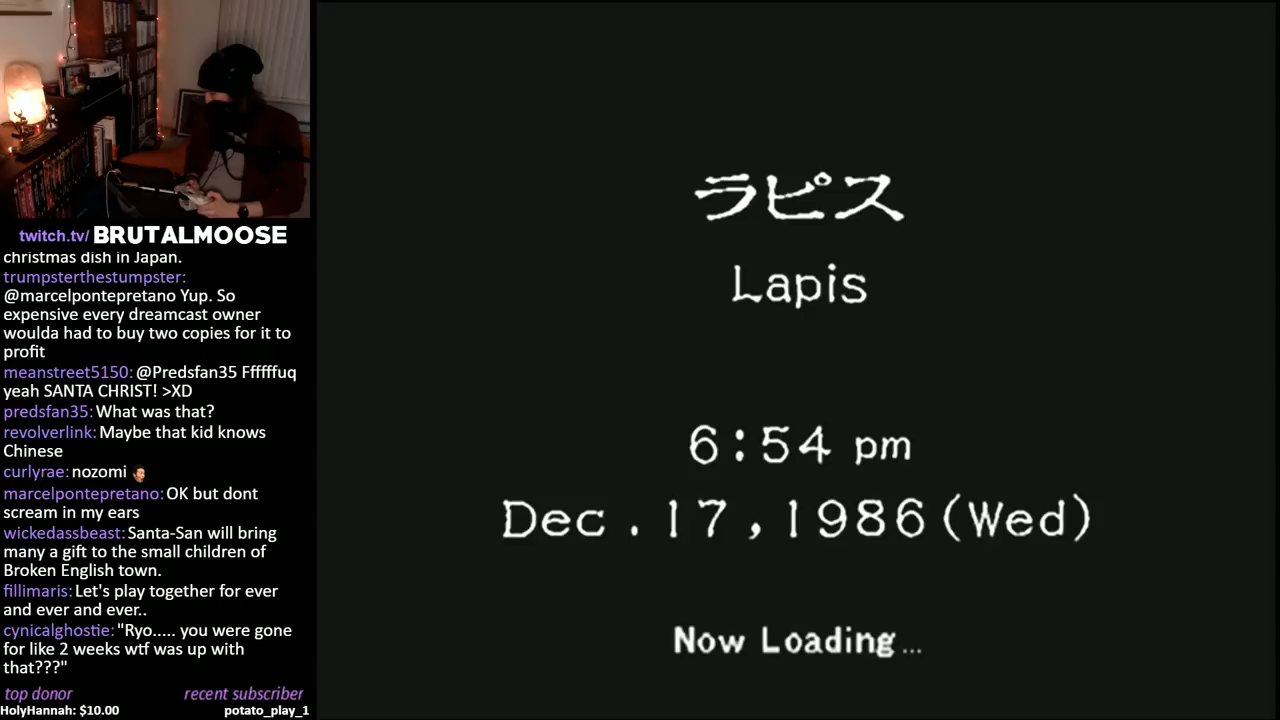 twitch.tv/ BRUTALMOOSE
christmas dish in Japan.
trumpsterthestumpster:
@marcelpontepretano Yup. So
expensive every dreamcast owner
woulda had to buy two copies for it to
profit
meanstreet5150: @Predsfan35 Ffffffuq
yeah SANTA CHRIST! >XD
predsfan35: What was that?
revolverlink: Maybe that kid knows
Chinese
curlyrae: nozomi
marcelpontepretano: OK but dont
scream in my ears
wickedassbeast: Santa-San will bring
many a gift to the small children of
Broken English town.
fillimaris: Let's play together for ever
and ever and ever..
cynicalghostie: "Ryo..... you were gone
for like 2 weeks wtf was up with
that???"
top donor
recent subscriber
HolyHannah: $10.00
potato_play_1
ラピス
Lapis
6:54 pm
Dec.17,1986(Wed)
Now Loading...